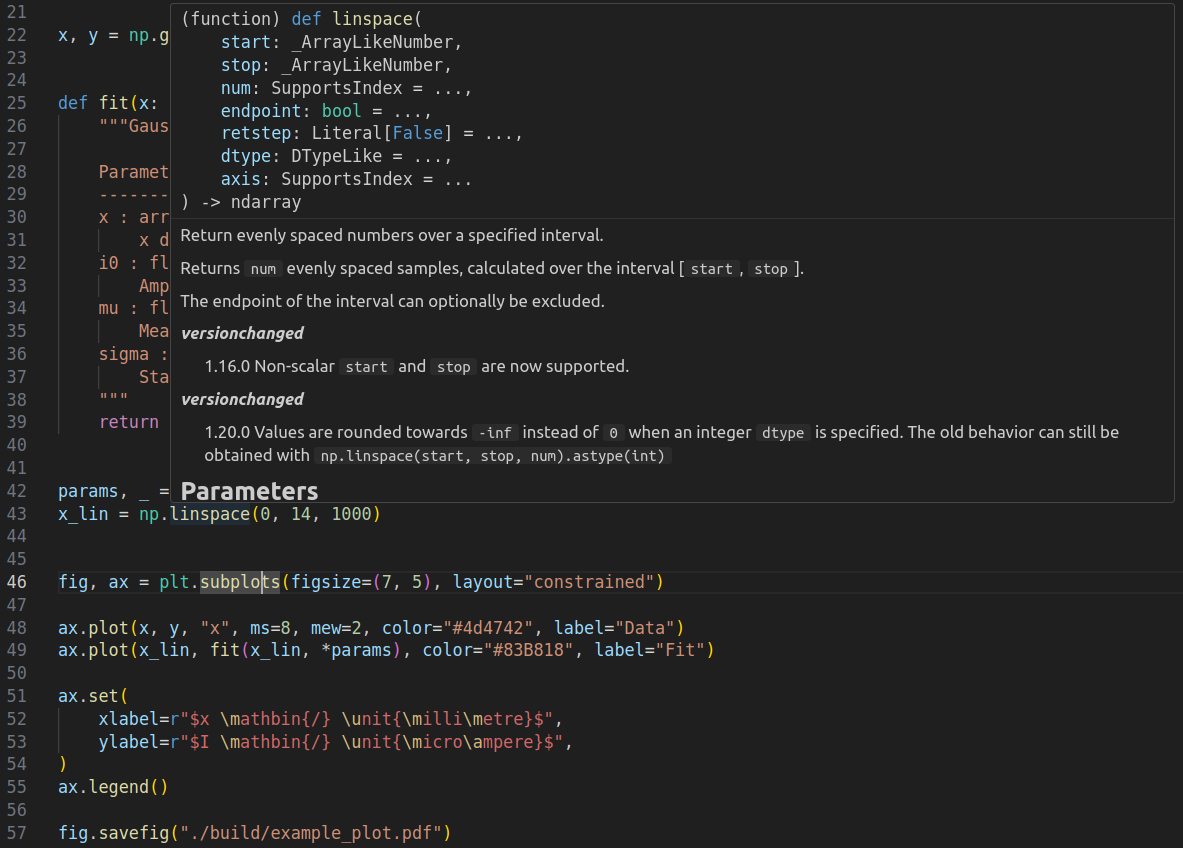 21
22 x, y = np.g
23
24
25 def fit(x:
26 """Gaus
27
28 Paramet
29 -------
30 x : arr
31 x d
32 i0 : fl
33 Amp
34 mu : fl
35 Mea
36 sigma :
37 Sta
38 """
39 return
40
41
(function) def linspace(
start: _ArrayLikeNumber,
stop: _ArrayLikeNumber,
num: SupportsIndex = ...,
endpoint: bool = ...,
retstep: Literal[False] = ...,
dtype: DTypeLike = ...,
axis: SupportsIndex = ...
) -> ndarray
Return evenly spaced numbers over a specified interval.
Returns num evenly spaced samples, calculated over the interval [ start , stop ].
The endpoint of the interval can optionally be excluded.
versionchanged
1.16.0 Non-scalar start and stop are now supported.
versionchanged
1.20.0 Values are rounded towards -inf instead of 0 when an integer dtype is specified. The old behavior can still be
obtained with np.linspace(start, stop, num).astype(int)
Parameters
42 params, _ =
43 x_lin = np.linspace(0, 14, 1000)
44
45
46 fig, ax = plt.subplots(figsize=(7, 5), layout="constrained")
47
48 ax.plot(x, y, "x", ms=8, mew=2, color="#4d4742", label="Data")
49 ax.plot(x_lin, fit(x_lin, *params), color="#83B818", label="Fit")
50
51 ax.set(
52 xlabel=r"$x \mathbin{/} \unit{\milli\metre}$",
53 ylabel=r"$I \mathbin{/} \unit{\micro\ampere}$",
54 )
55 ax.legend()
56
57 fig.savefig("./build/example_plot.pdf")